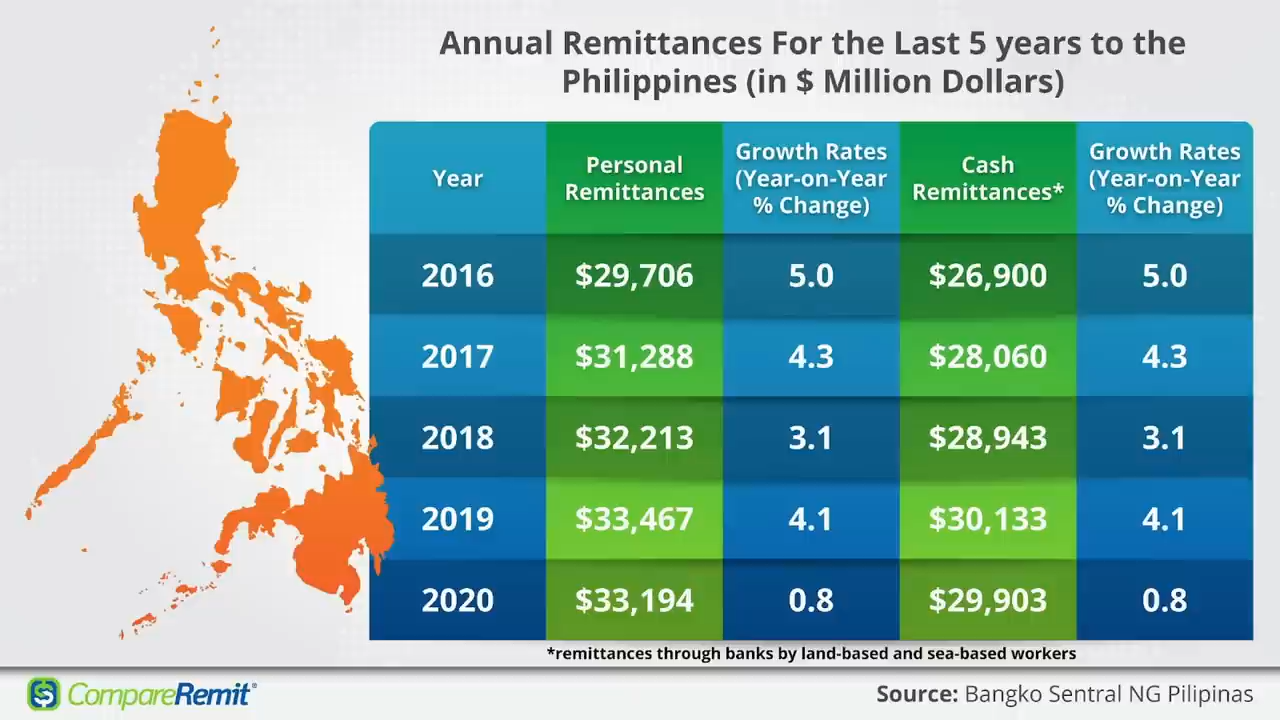 Annual Remittances For the Last 5 years to the
Philippines (in $ Million Dollars)
Year
Personal
Remittances
Growth Rates
(Year-on-Year
% Change)
Cash
Remittances*
Growth Rates
(Year-on-Year
% Change)
2016 $29,706 5.0 $26,900 5.0
2017 $31,288 4.3 $28,060 4.3
2018 $32,213 3.1 $28,943 3.1
2019 $33,467 4.1 $30,133 4.1
2020 $33,194 0.8 $29,903 0.8
*remittances through banks by land-based and sea-based workers
CompareRemit®
Source: Bangko Sentral NG Pilipinas